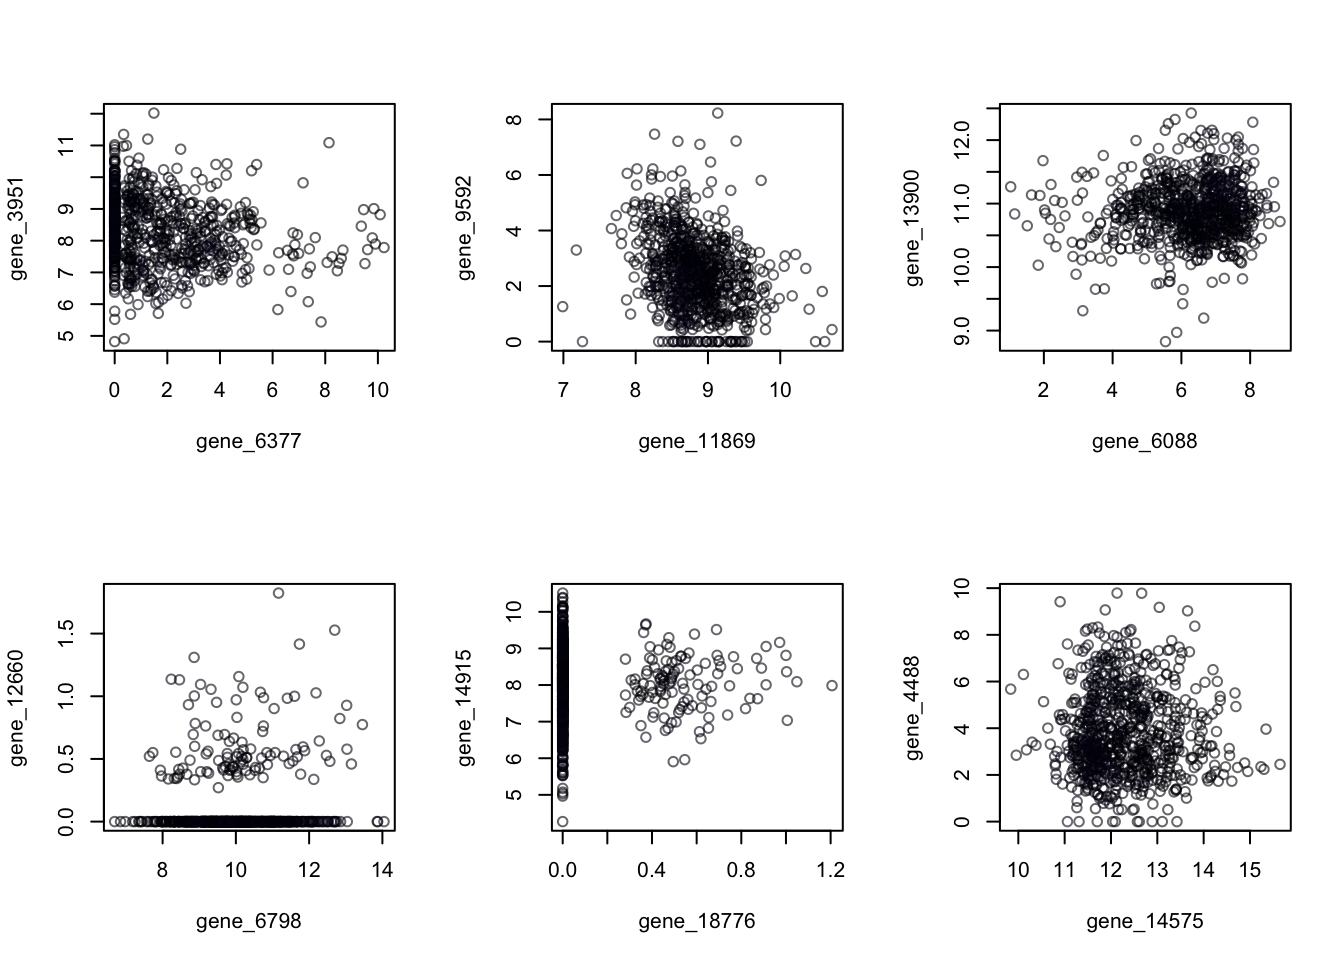 gene_3951
5 6 7 8 9 11
0 2 4 6 8 10
gene_6377
gene_9592
0 2 4 6 8
7 8 9 10
gene_11869
gene_13900
9.0 10.0 11.0 12.0
2 4 6 8
gene_6088
gene_12660
0.0 0.5 1.0 1.5
8 10 12 14
gene_6798
gene_14915
5 6 7 8 9 10
0.0 0.4 0.8 1.2
gene_18776
gene_4488
0 2 4 6 8 10
10 11 12 13 14 15
gene_14575